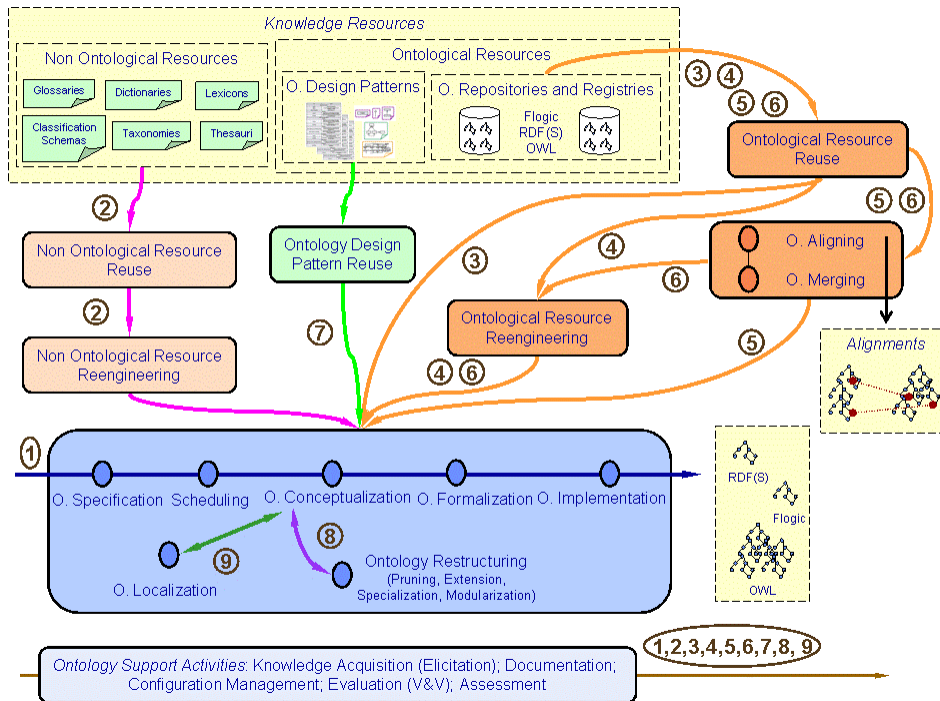 Knowledge Resources
Non Ontological Resources
Glossaries
Dictionaries
Lexicons
Classification
Schemas
Taxonomies
Thesauri
Ontological Resources
O. Design Patterns
O. Repositories and Registries
Flogic
RDF(S)
OWL
3
4
5
6
Ontological Resource
Reuse
2
5
6
Non Ontological Resource
Reuse
Ontology Design
Pattern Reuse
3
4
O. Aligning
6
O. Merging
2
7
Ontological Resource
Reengineering
5
Non Ontological Resource
Reengineering
4
6
Alignments
1
O. Specification
Scheduling
O. Conceptualization
O. Formalization
O. Implementation
9
8
O. Localization
Ontology Restructuring
(Pruning, Extension,
Specialization, Modularization)
RDF(S)
Flogic
OWL
1,2,3,4,5,6,7,8, 9
Ontology Support Activities: Knowledge Acquisition (Elicitation); Documentation;
Configuration Management; Evaluation (V&V); Assessment